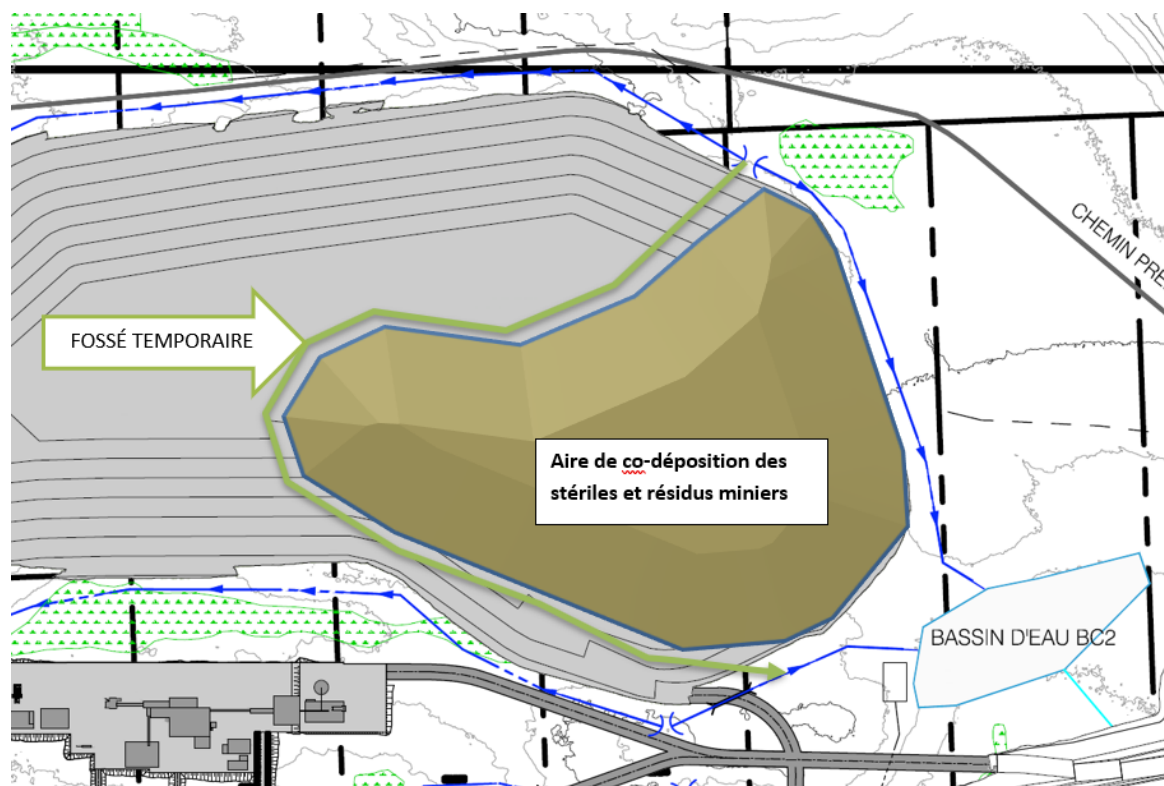 CHEMIN PRE
FOSSÉ TEMPORAIRE
Aire de co-déposition des
stériles et résidus miniers
BASSIN D'EAU BC2